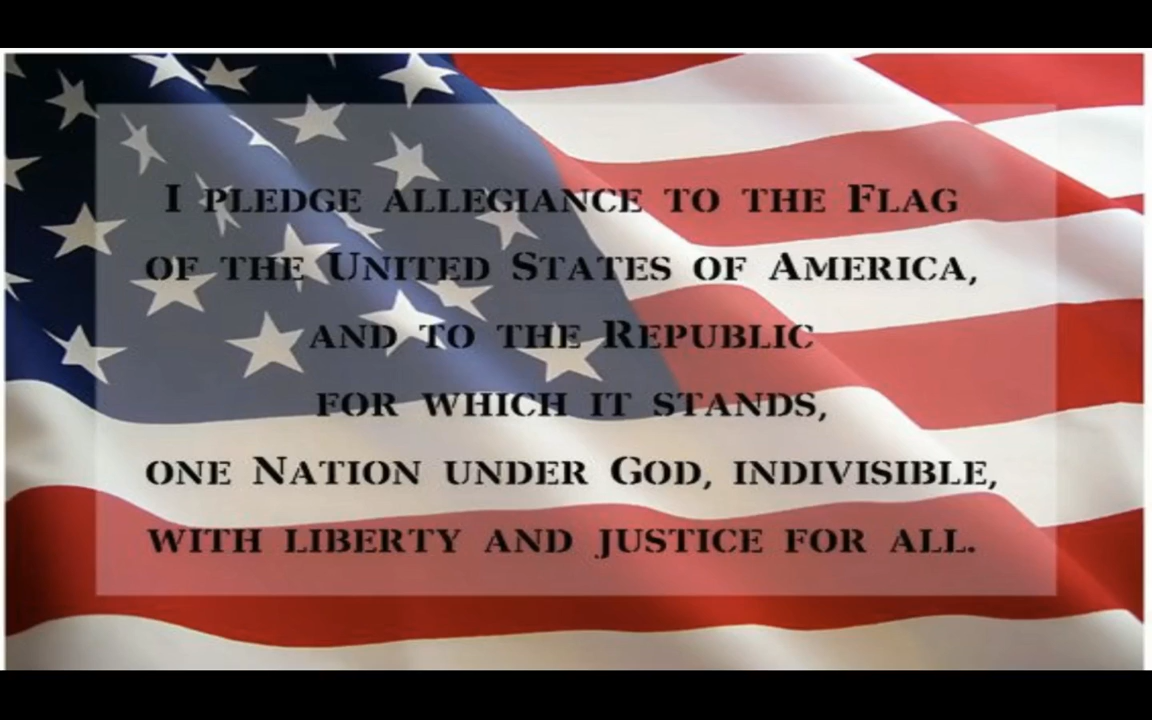 I PLEDGE ALLEGIANCE TO THE FLAG
OF THE UNITED STATES OF AMERICA,
AND TO THE REPUBLIC
FOR WHICH IT STANDS,
ONE NATION UNDER GOD, INDIVISIBLE,
WITH LIBERTY AND JUSTICE FOR ALL.